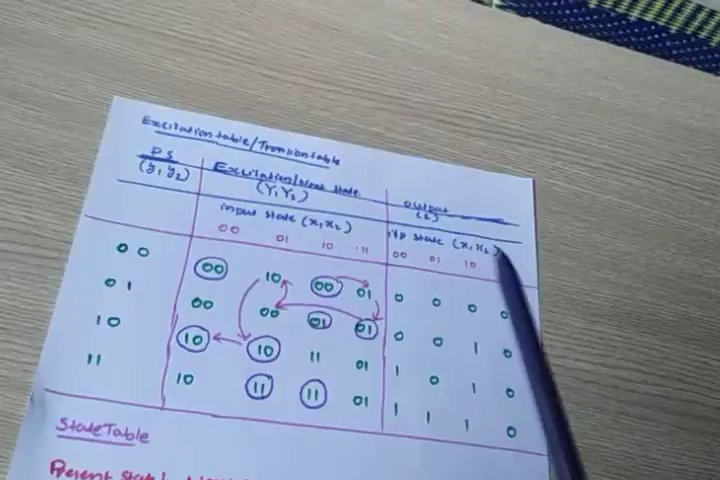 Excitation table/Transtion table
PS Excitation/Next state output
(y₁ y₂) (Y₁ Y₂) (z)
input state (x₁ x₂) i/p state (x₁ x₂)
00 01 10 11 00 01 10
00 00 10 00 01 0 0 0 0
01 00 00 01 01 0 0 1 0
10 10 10 11 01 1 0 1 0
11 10 11 11 01 1 1 1 0
State Table
Present state